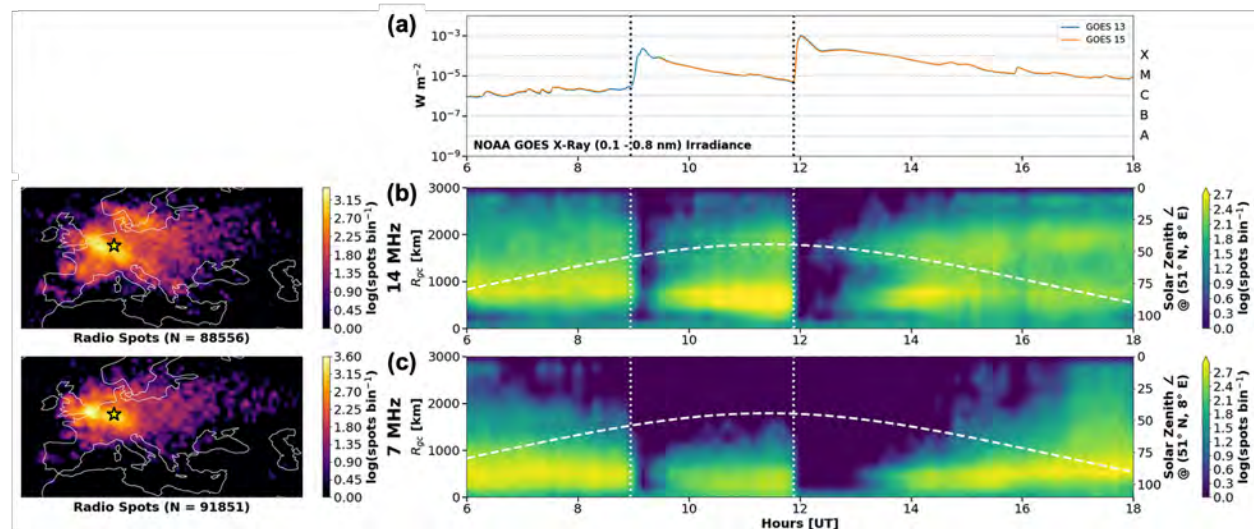 (a)
10⁻³
10⁻⁵
10⁻⁷
10⁻⁹
W m⁻²
GOES 13
GOES 15
X
M
C
B
A
NOAA GOES X-Ray (0.1 - 0.8 nm) Irradiance
6 8 10 12 14 16 18
(b)
3.15
2.70
2.25
1.80
1.35
0.90
0.45
0.00
log(spots bin⁻¹)
Radio Spots (N = 88556)
14 MHz
R_gc [km]
3000
2000
1000
0
0
25
50
75
100
Solar Zenith ∠
@ (51° N, 8° E)
2.7
2.4
2.1
1.8
1.5
1.2
0.9
0.6
0.3
0.0
log(spots bin⁻¹)
6 8 10 12 14 16 18
(c)
3.60
3.15
2.70
2.25
1.80
1.35
0.90
0.45
0.00
log(spots bin⁻¹)
Radio Spots (N = 91851)
7 MHz
R_gc [km]
3000
2000
1000
0
0
25
50
75
100
Solar Zenith ∠
@ (51° N, 8° E)
2.7
2.4
2.1
1.8
1.5
1.2
0.9
0.6
0.3
0.0
log(spots bin⁻¹)
6 8 10 12 14 16 18
Hours [UT]